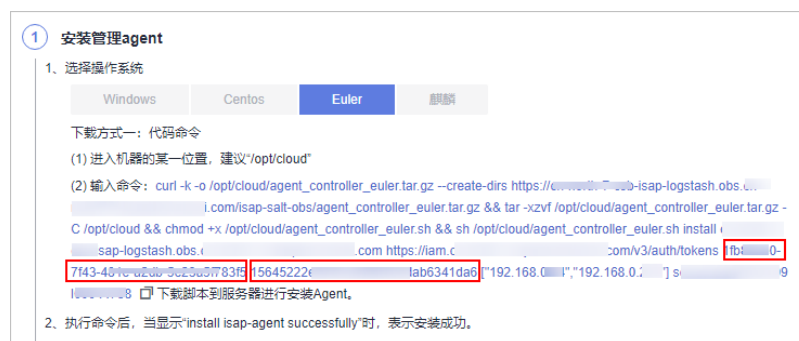 1 安装管理agent
1、选择操作系统
Windows Centos Euler 麒麟
下载方式一：代码命令
(1) 进入机器的某一位置，建议“/opt/cloud”
(2) 输入命令：curl -k -o /opt/cloud/agent_controller_euler.tar.gz --create-dirs https://
i.com/isap-salt-obs/agent_controller_euler.tar.gz && tar -xzvf /opt/cloud/agent_controller_euler.tar.gz -
C /opt/cloud && chmod +x /opt/cloud/agent_controller_euler.sh && sh /opt/cloud/agent_controller_euler.sh install
sap-logstash.obs. .com https://iam. com/v3/auth/tokens 1fb 0-
7f43- 15645222 lab6341da6 ["192.168.0. ","192.168.0.2 "]
下载脚本到服务器进行安装Agent。
2、执行命令后，当显示“install isap-agent successfully”时，表示安装成功。